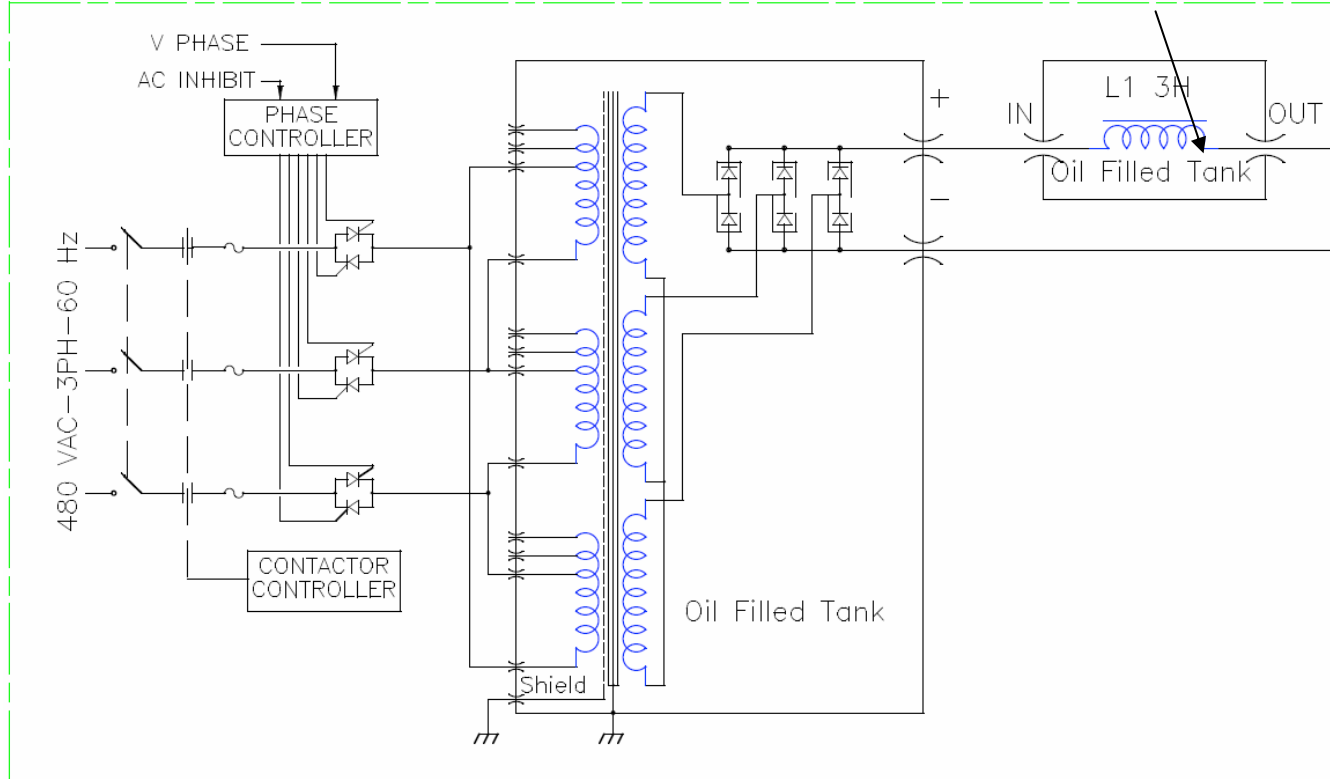 V PHASE
AC INHIBIT
PHASE
CONTROLLER
480 VAC-3PH-60 Hz
CONTACTOR
CONTROLLER
Shield
Oil Filled Tank
+
−
IN
L1 3H
OUT
Oil Filled Tank